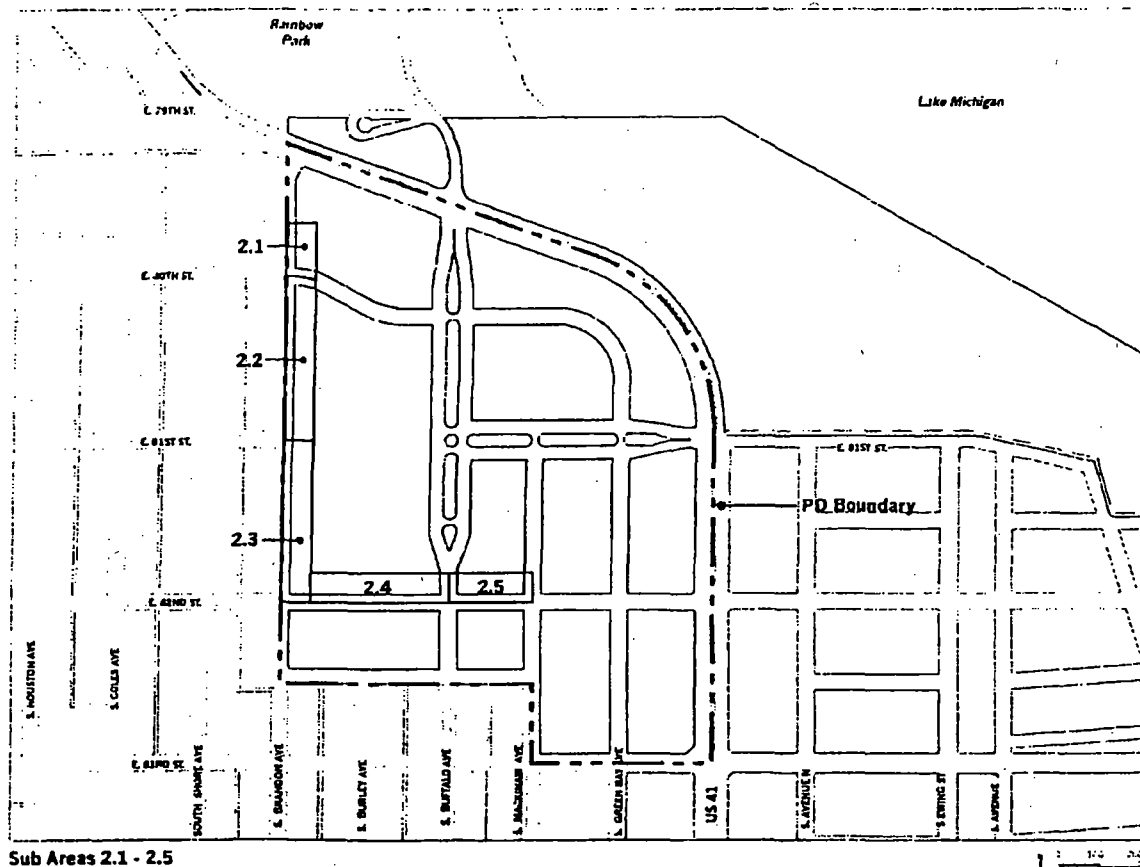 Rainbow
Park
Lake Michigan
E. 79TH ST.
2.1
E. 80TH ST.
2.2
E. 81ST ST.
E. 81ST ST.
PD Boundary
2.3
2.4
2.5
E. 82ND ST.
S. HOUSTON AVE
S. COLES AVE
E. 83RD ST.
SOUTH SHORE AVE
S. BRANDON AVE
S. BURLEY AVE
S. BUFFALO AVE
S. MACKINAW AVE
S. GREEN BAY AVE
US 41
S. AVENUE N
S EWING ST
S. AVENUE
Sub Areas 2.1 - 2.5